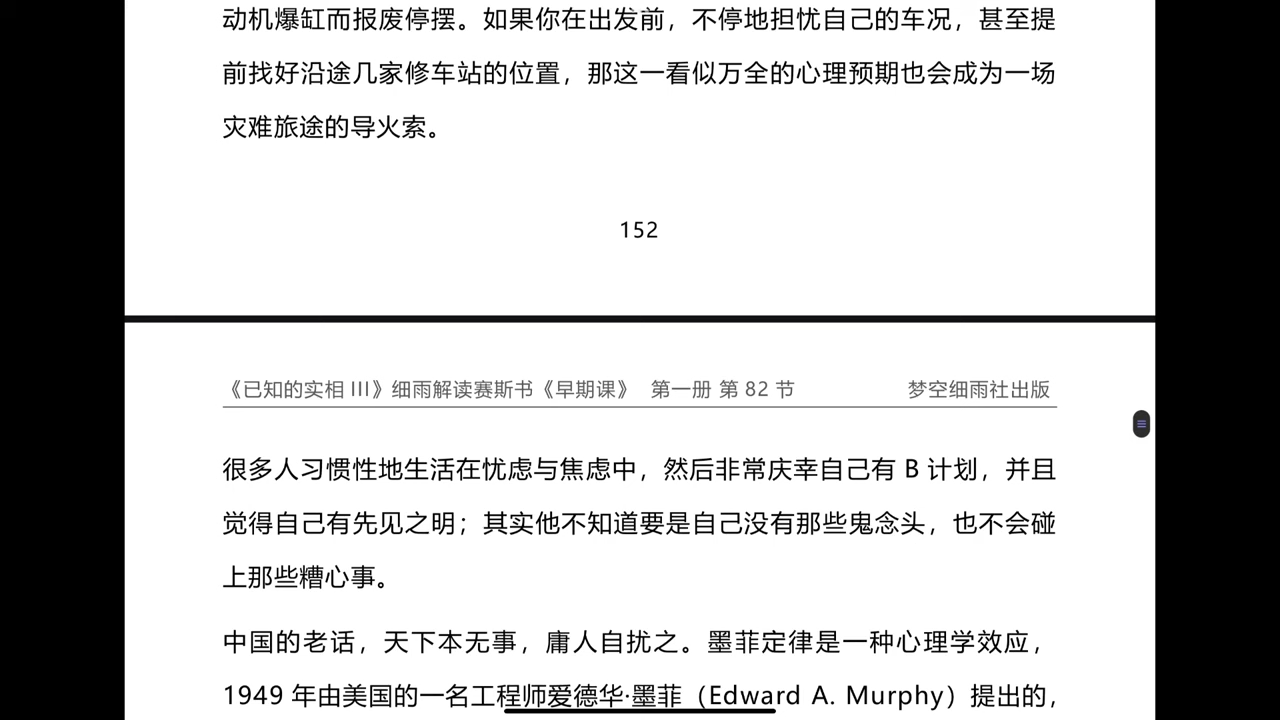 动机爆缸而报废停摆。如果你在出发前，不停地担忧自己的车况，甚至提
前找好沿途几家修车站的位置，那这一看似万全的心理预期也会成为一场
灾难旅途的导火索。
152
《已知的实相 III》细雨解读赛斯书《早期课》 第一册 第 82 节 梦空细雨社出版
很多人习惯性地生活在忧虑与焦虑中，然后非常庆幸自己有 B 计划，并且
觉得自己有先见之明；其实他不知道要是自己没有那些鬼念头，也不会碰
上那些糟心事。
中国的老话，天下本无事，庸人自扰之。墨菲定律是一种心理学效应，
1949 年由美国的一名工程师爱德华·墨菲（Edward A. Murphy）提出的，